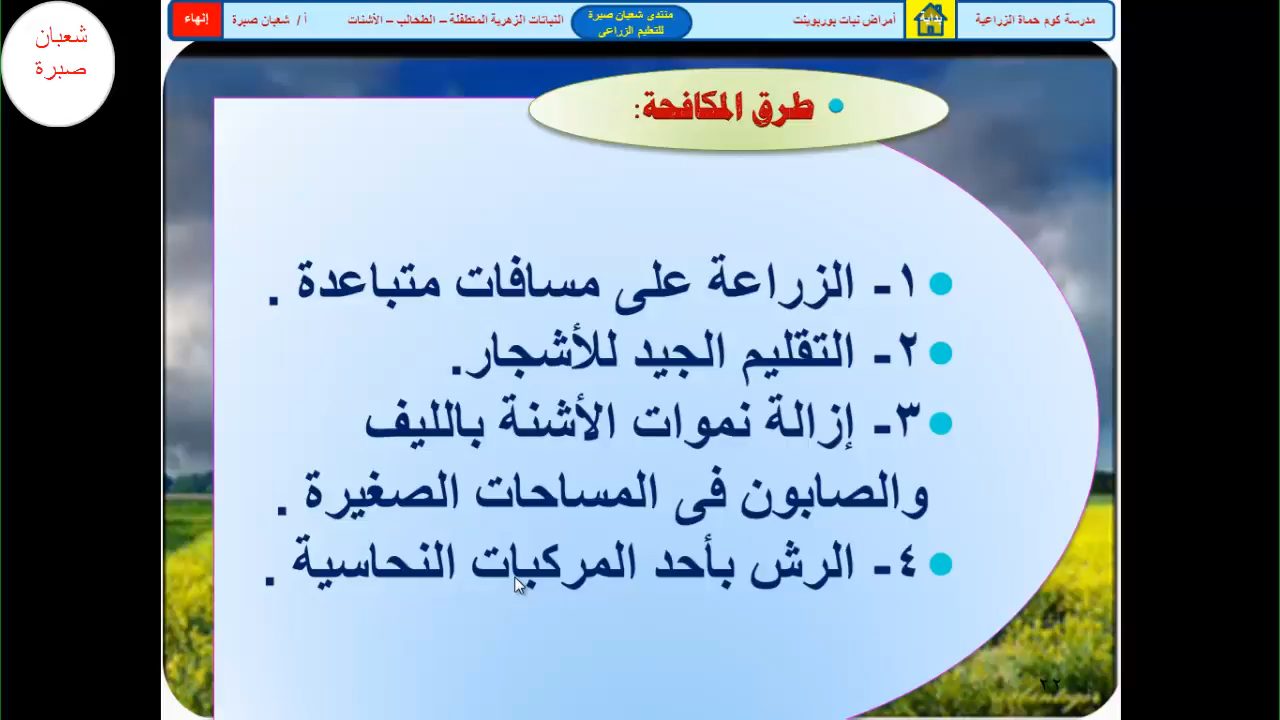 شعبان
صبرة
مدرسة كوم حماة الزراعية
بداية
أمراض نبات بوربوينت
منتدى شعبان صبرة
للتعليم الزراعى
النباتات الزهرية المتطفلة – الطحالب – الأشنات
أ / شعبان صبرة
إنهاء
طرق المكافحة:
١- الزراعة على مسافات متباعدة .
٢- التقليم الجيد للأشجار.
٣- إزالة نموات الأشنة بالليف
والصابون فى المساحات الصغيرة .
٤- الرش بأحد المركبات النحاسية .
٢٢